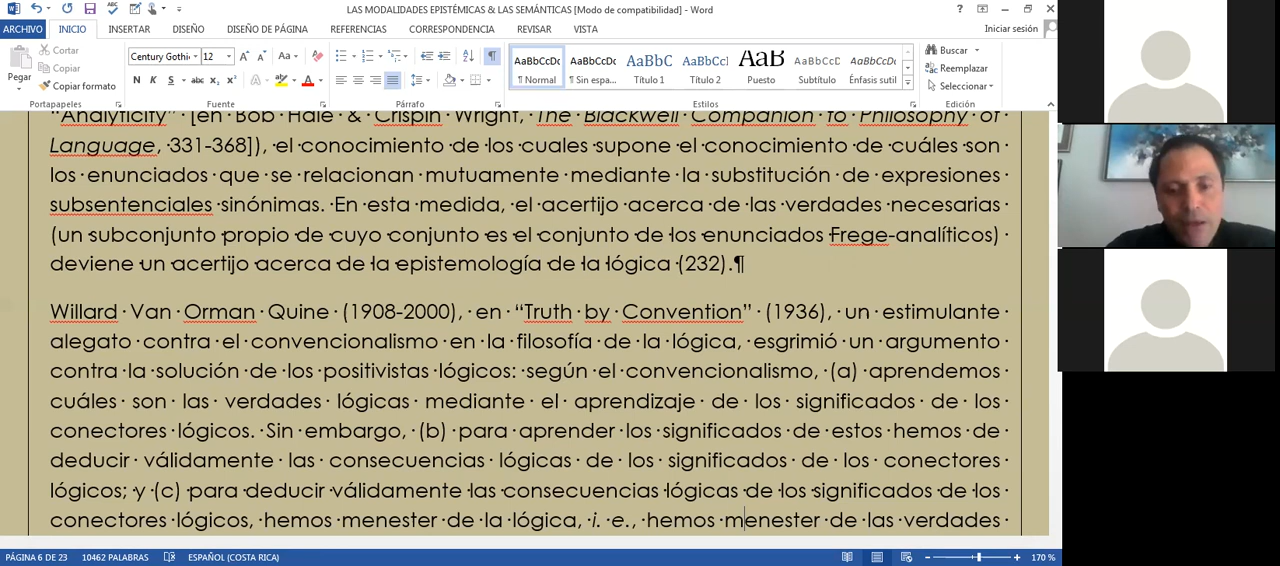 LAS MODALIDADES EPISTÉMICAS & LAS SEMÁNTICAS [Modo de compatibilidad] - Word
ARCHIVO INICIO INSERTAR DISEÑO DISEÑO DE PÁGINA REFERENCIAS CORRESPONDENCIA REVISAR VISTA Iniciar sesión
Cortar
Copiar
Copiar formato
Pegar
Century Gothi 12
N K S abc x₂ x²
AaBbCcDc AaBbCcDc AaBbC AaBbCcC AaB AaBbCcD AaBbCcDc
¶ Normal ¶ Sin espa... Título 1 Título 2 Puesto Subtítulo Énfasis sutil
Buscar
Reemplazar
Seleccionar
Portapapeles Fuente Párrafo Estilos Edición
“Analyticity” [en Bob Hale & Crispin Wright, The Blackwell Companion to Philosophy of
Language, 331-368]), el conocimiento de los cuales supone el conocimiento de cuáles son
los enunciados que se relacionan mutuamente mediante la substitución de expresiones
subsentenciales sinónimas. En esta medida, el acertijo acerca de las verdades necesarias
(un subconjunto propio de cuyo conjunto es el conjunto de los enunciados Frege-analíticos)
deviene un acertijo acerca de la epistemología de la lógica (232).¶
Willard Van Orman Quine (1908-2000), en “Truth by Convention” (1936), un estimulante
alegato contra el convencionalismo en la filosofía de la lógica, esgrimió un argumento
contra la solución de los positivistas lógicos: según el convencionalismo, (a) aprendemos
cuáles son las verdades lógicas mediante el aprendizaje de los significados de los
conectores lógicos. Sin embargo, (b) para aprender los significados de estos hemos de
deducir válidamente las consecuencias lógicas de los significados de los conectores
lógicos; y (c) para deducir válidamente las consecuencias lógicas de los significados de los
conectores lógicos, hemos menester de la lógica, i. e., hemos menester de las verdades
PÁGINA 6 DE 23 10462 PALABRAS ESPAÑOL (COSTA RICA) 170 %